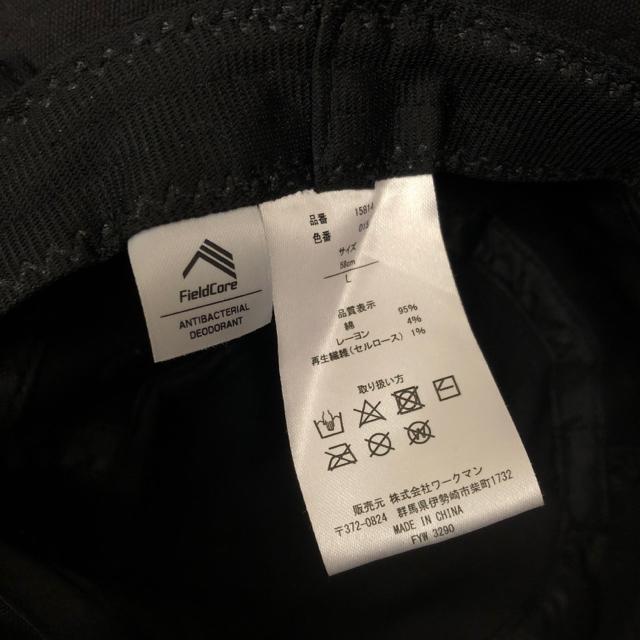 FieldCore
ANTIBACTERIAL
DEODORANT
品番
色番
サイズ
58cm
L
品質表示
綿 95%
レーヨン 4%
再生繊維(セルロース) 1%
取り扱い方
販売元 株式会社ワークマン
〒372-0824 群馬県伊勢崎市柴町1732
MADE IN CHINA
FYW 3290